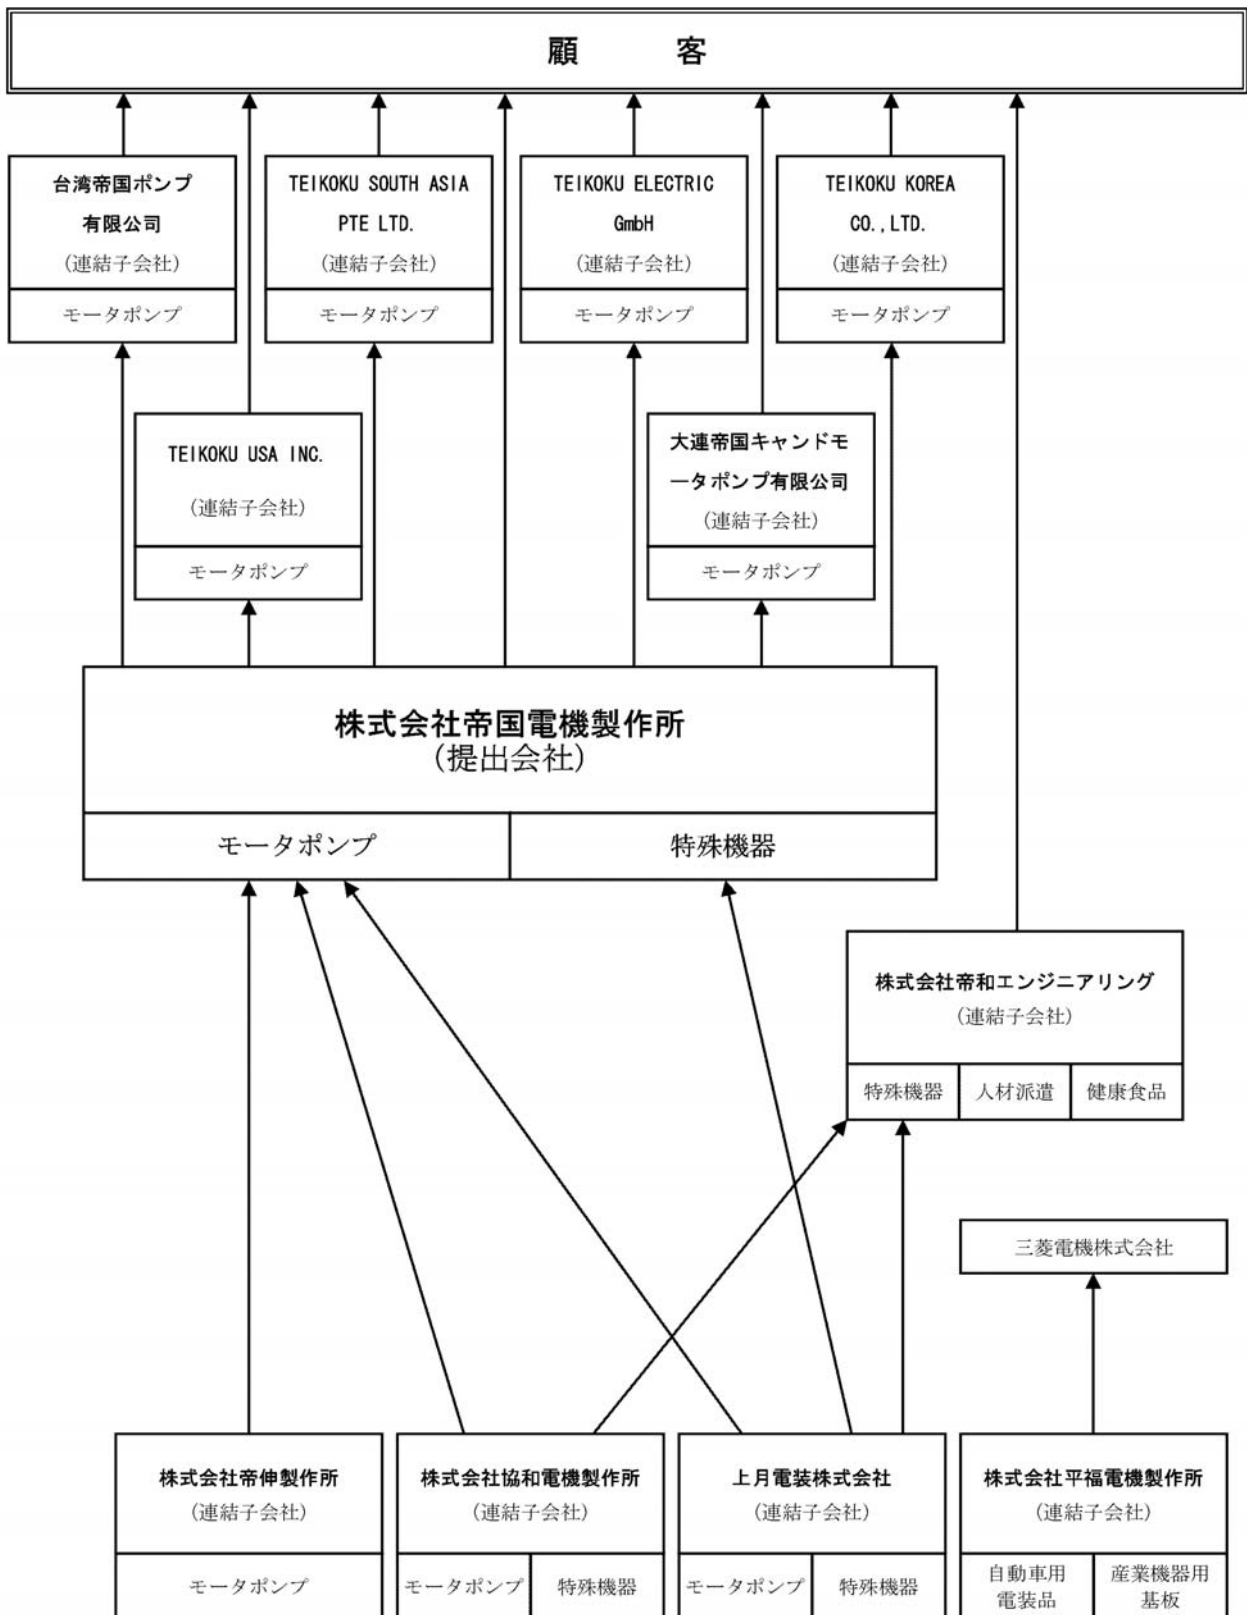 顧客
台湾帝国ポンプ
有限公司
(連結子会社)
モータポンプ
TEIKOKU SOUTH ASIA
PTE LTD.
(連結子会社)
モータポンプ
TEIKOKU ELECTRIC
GmbH
(連結子会社)
モータポンプ
TEIKOKU KOREA
CO.,LTD.
(連結子会社)
モータポンプ
TEIKOKU USA INC.
(連結子会社)
モータポンプ
大連帝国キャンドモ
ータポンプ有限公司
(連結子会社)
モータポンプ
株式会社帝国電機製作所
(提出会社)
モータポンプ
特殊機器
株式会社帝和エンジニアリング
(連結子会社)
特殊機器
人材派遣
健康食品
三菱電機株式会社
株式会社帝伸製作所
(連結子会社)
モータポンプ
株式会社協和電機製作所
(連結子会社)
モータポンプ
特殊機器
上月電装株式会社
(連結子会社)
モータポンプ
特殊機器
株式会社平福電機製作所
(連結子会社)
自動車用
電装品
産業機器用
基板